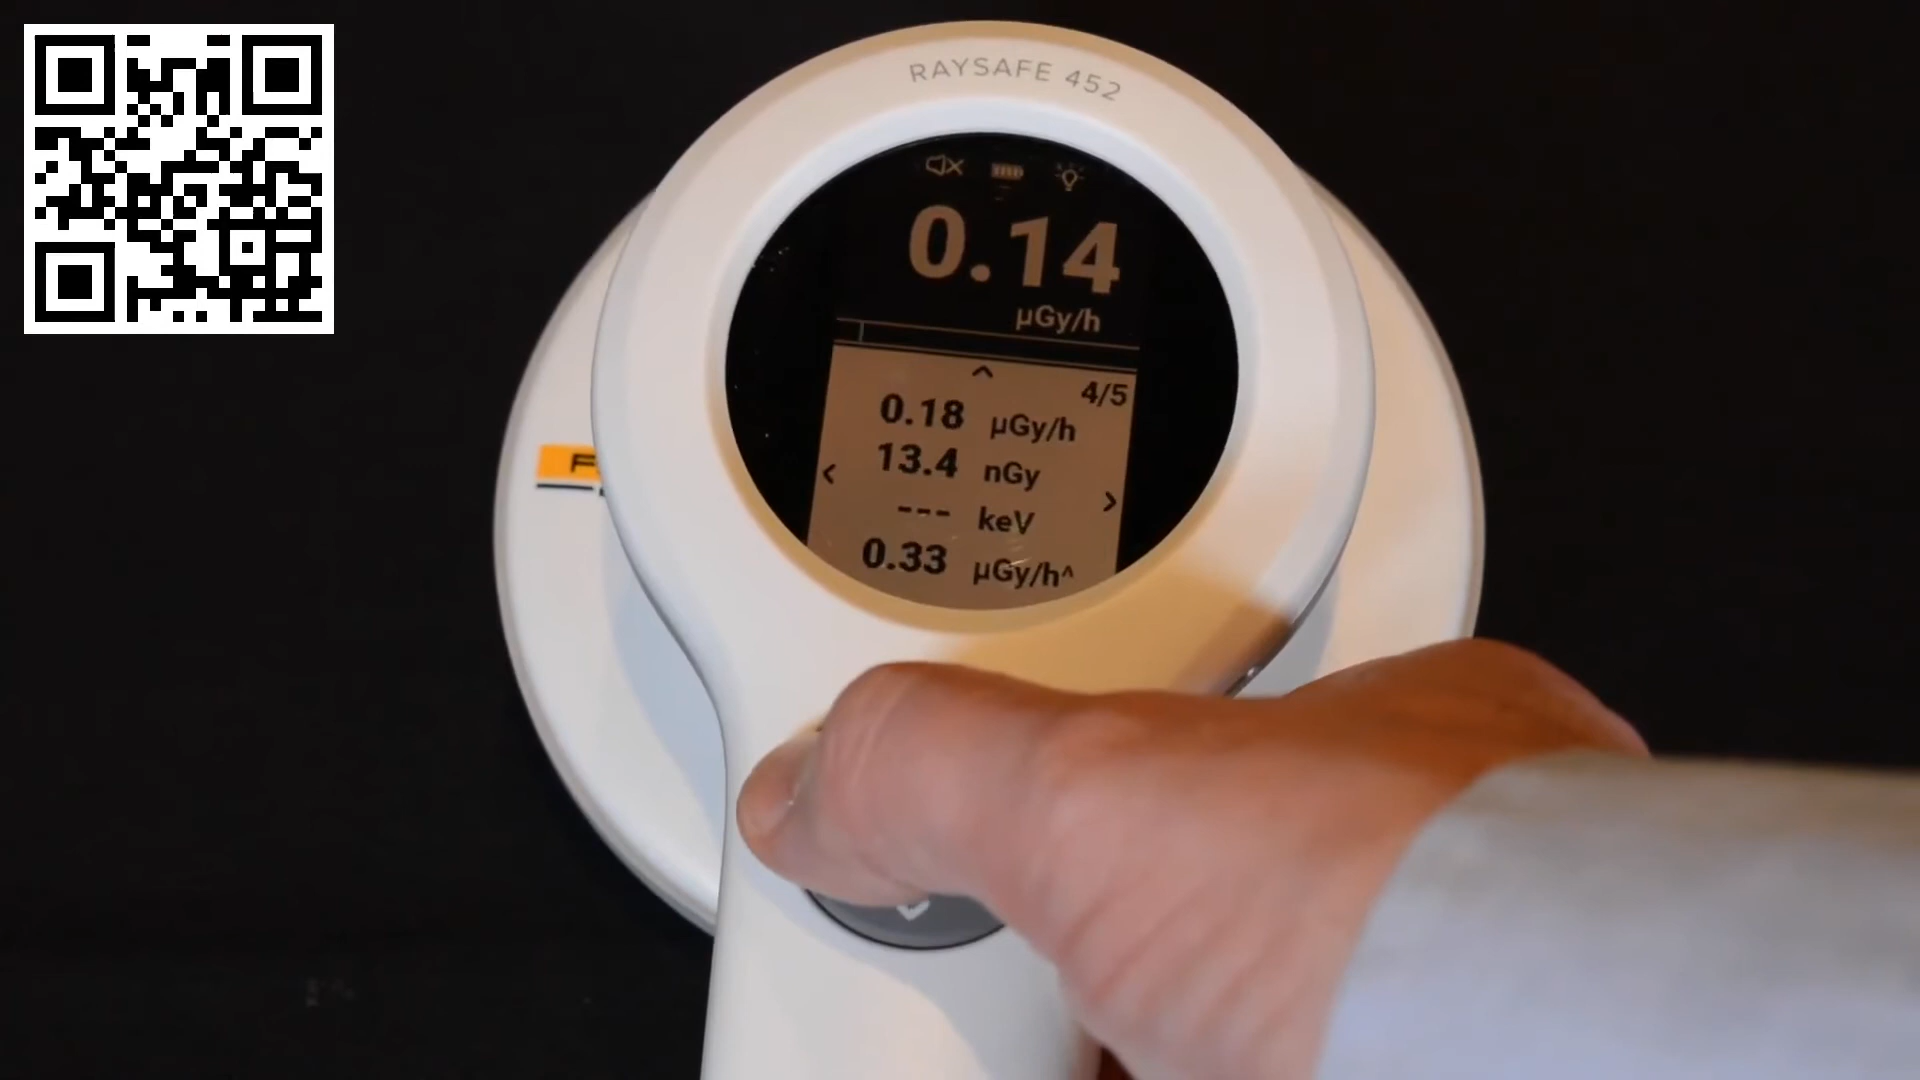 RAYSAFE 452
0.14
µGy/h
4/5
0.18 µGy/h
13.4 nGy
--- keV
0.33 µGy/h^
F